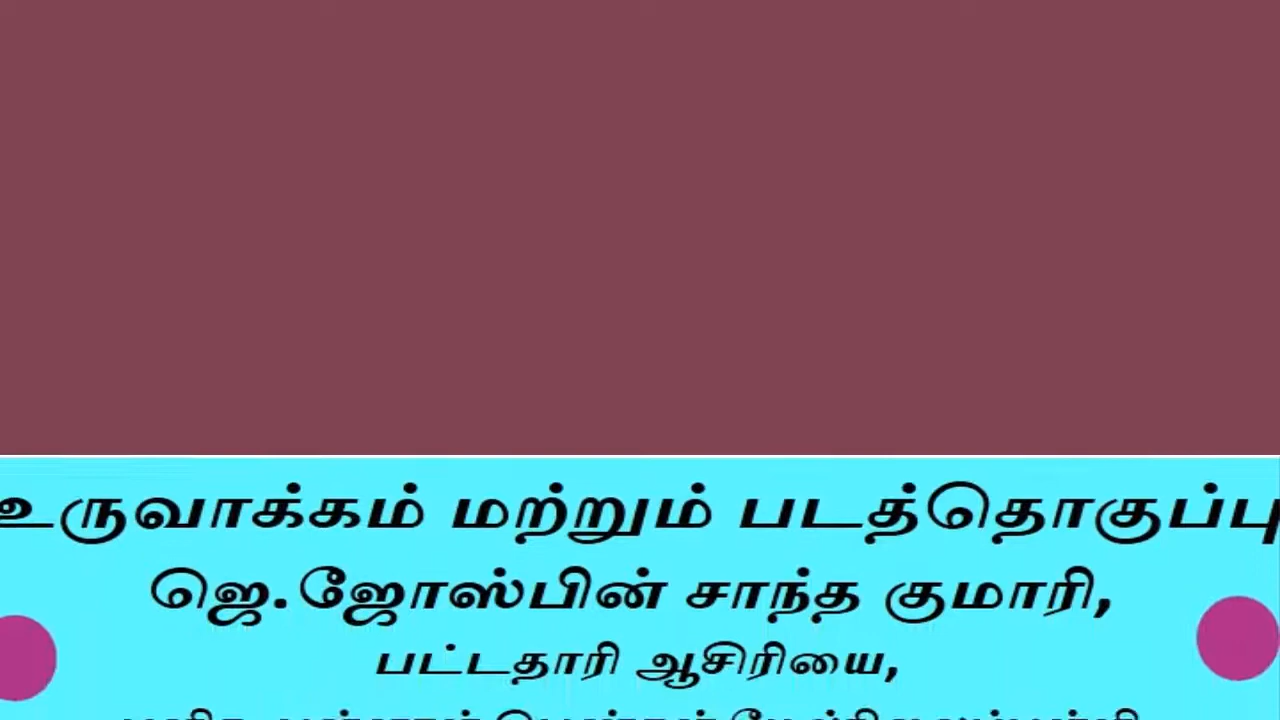 உருவாக்கம் மற்றும் படத்தொகுப்பு
ஜெ.ஜோஸ்பின் சாந்த குமாரி,
பட்டதாரி ஆசிரியை,